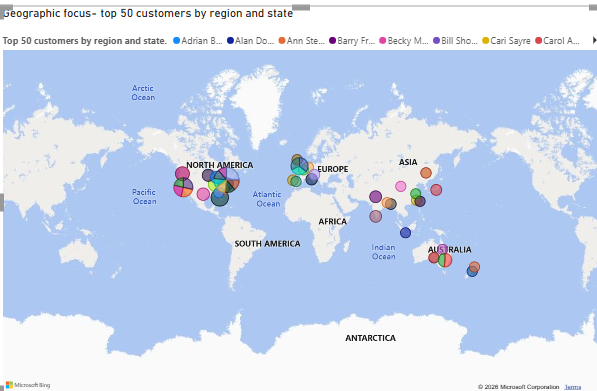 Geographic focus- top 50 customers by region and state
Top 50 customers by region and state. Adrian B... Alan Do... Ann Ste... Barry Fr... Becky M... Bill Sho... Cari Sayre Carol A...
Arctic
Ocean
NORTH AMERICA
EUROPE
ASIA
Pacific
Ocean
Atlantic
Ocean
AFRICA
SOUTH AMERICA
Indian
Ocean
AUSTRALIA
ANTARCTICA
Microsoft Bing
© 2026 Microsoft Corporation Terms